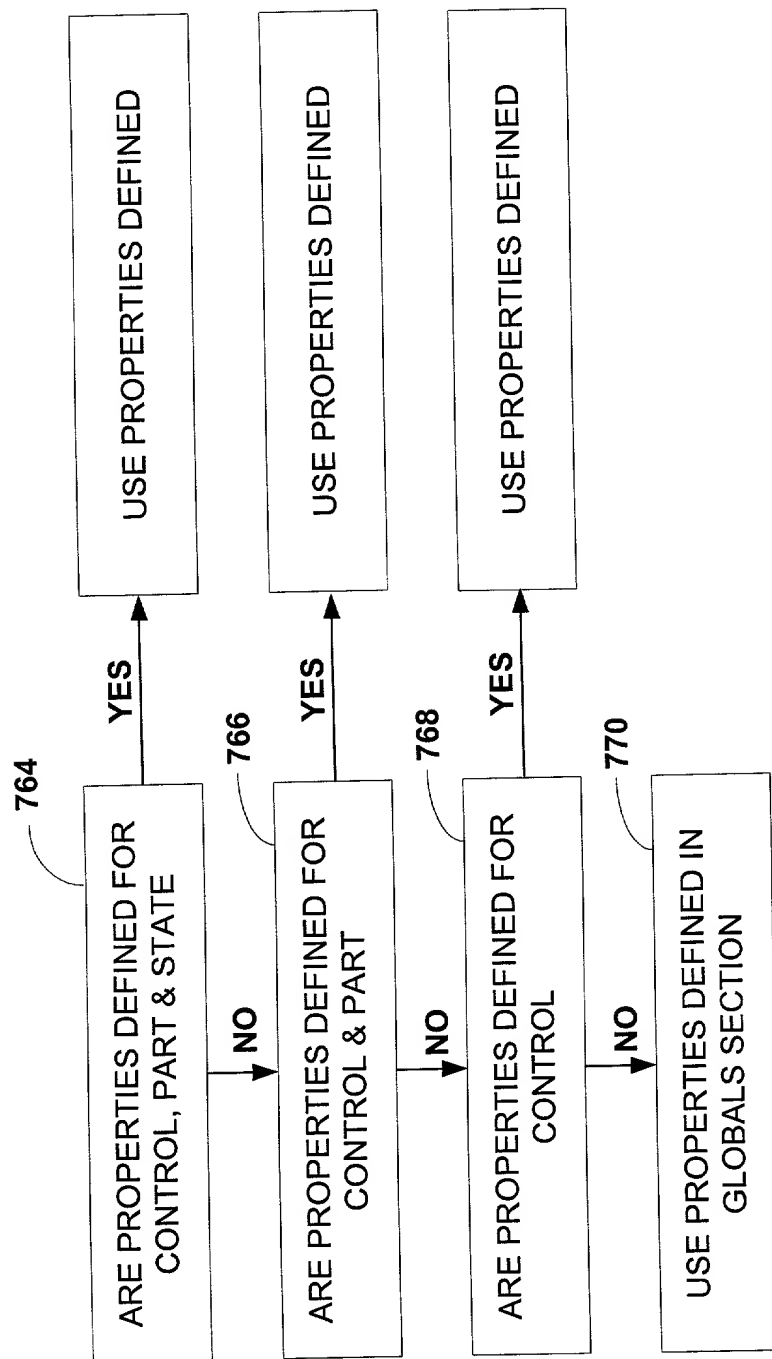 764
ARE PROPERTIES DEFINED FOR
CONTROL, PART & STATE
YES
USE PROPERTIES DEFINED
NO
766
ARE PROPERTIES DEFINED FOR
CONTROL & PART
YES
USE PROPERTIES DEFINED
NO
768
ARE PROPERTIES DEFINED FOR
CONTROL
YES
USE PROPERTIES DEFINED
NO
770
USE PROPERTIES DEFINED IN
GLOBALS SECTION